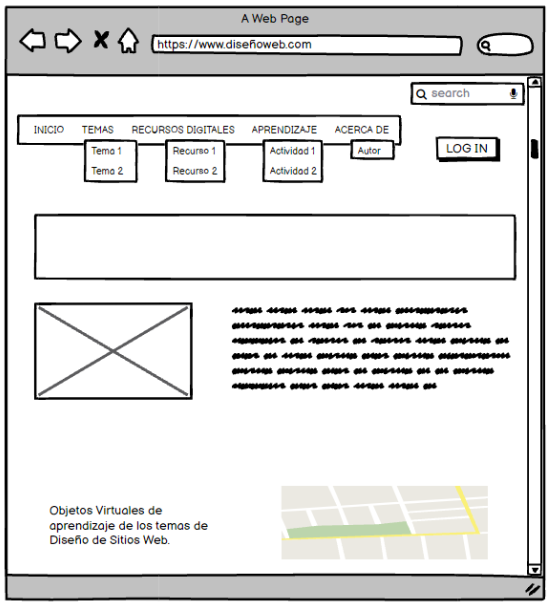 A Web Page
https://www.diseñoweb.com
search
INICIO TEMAS RECURSOS DIGITALES APRENDIZAJE ACERCA DE
LOG IN
Tema 1 Recurso 1 Actividad 1 Autor
Tema 2 Recurso 2 Actividad 2
Objetos Virtuales de
aprendizaje de los temas de
Diseño de Sitios Web.